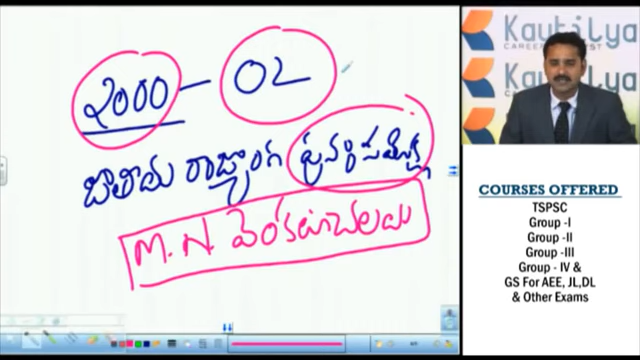 2000 - 02
జాతీయ రాజ్యాంగ పునఃసమీక్ష
M.N. వెంకటాచలయ
Kautilya
CAREER
Kautilya
COURSES OFFERED
TSPSC
Group -I
Group -II
Group -III
Group - IV &
GS For AEE, JL,DL
& Other Exams